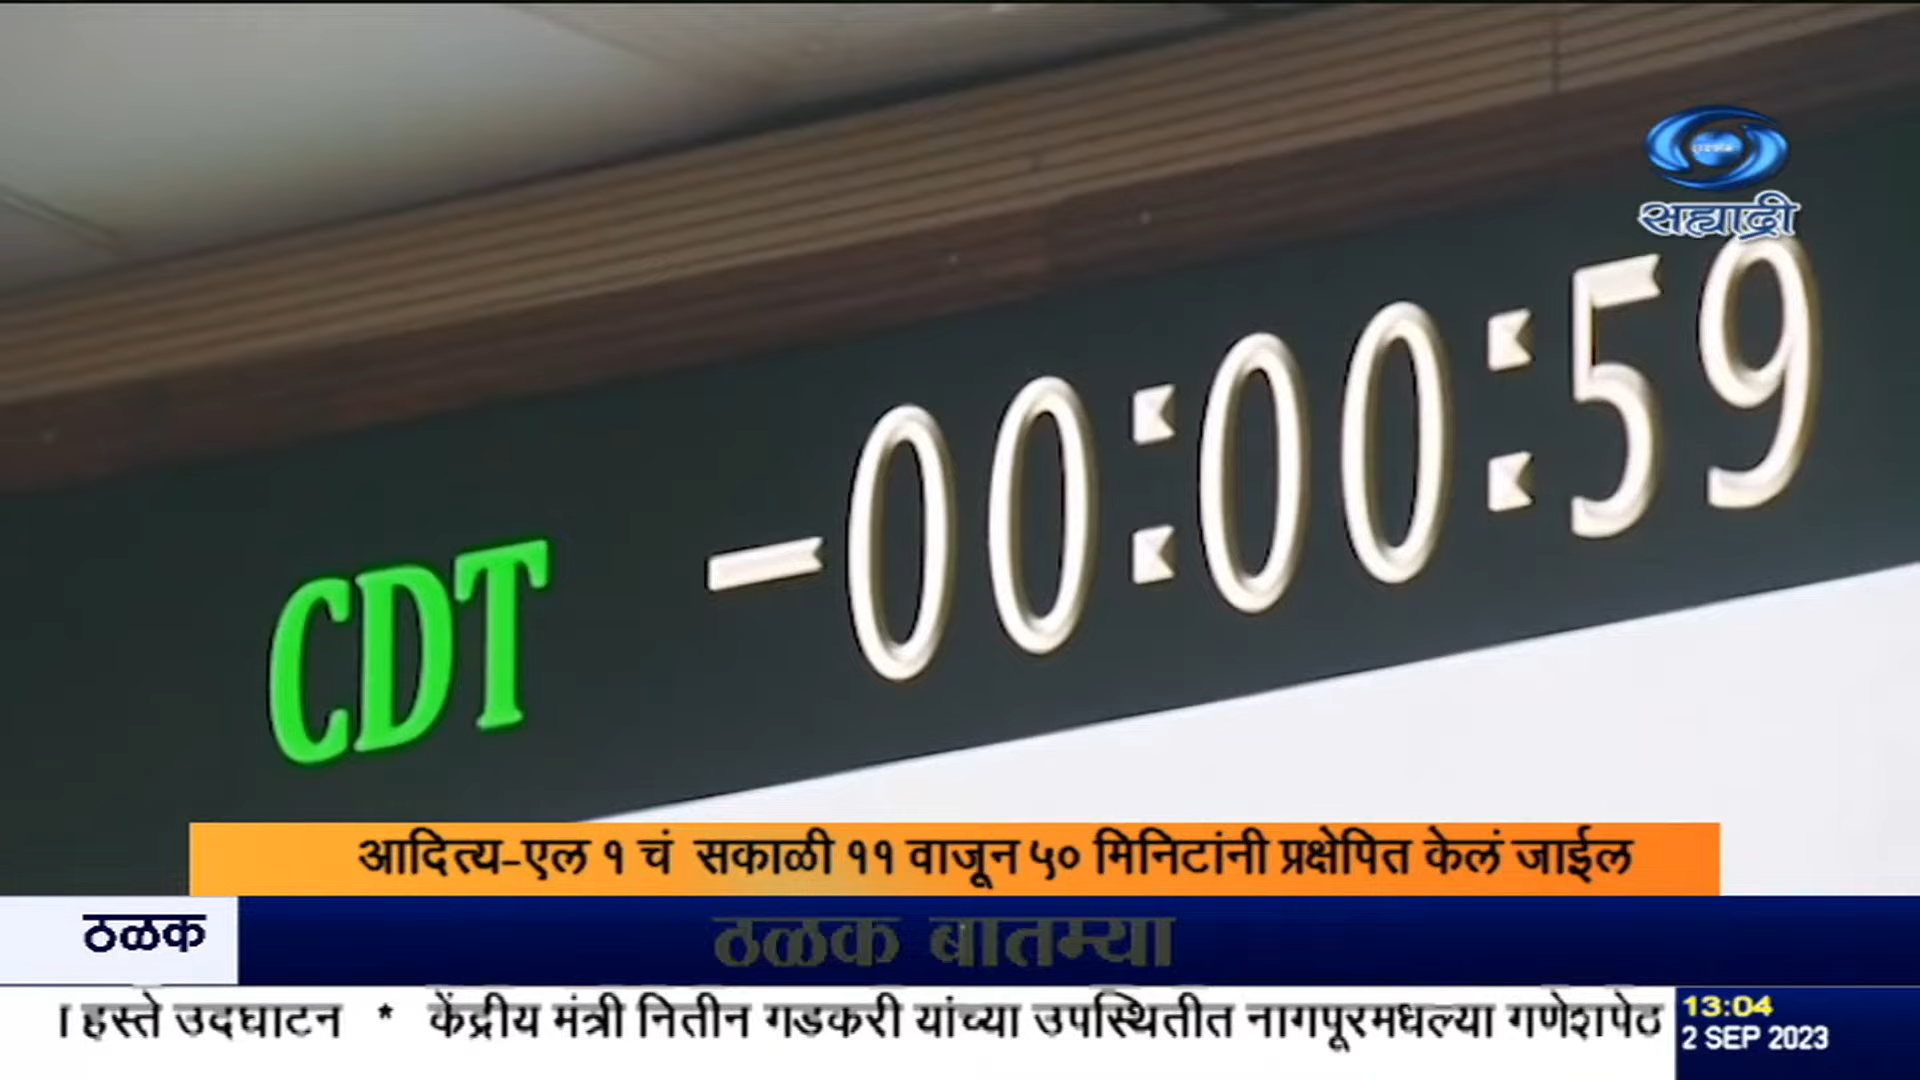 सह्याद्री
CDT -00:00:59
आदित्य-एल १ चं सकाळी ११ वाजून ५० मिनिटांनी प्रक्षेपित केलं जाईल
ठळक
ठळक बातम्या
हस्ते उदघाटन * केंद्रीय मंत्री नितीन गडकरी यांच्या उपस्थितीत नागपूरमधल्या गणेशपेठ
13:04
2 SEP 2023